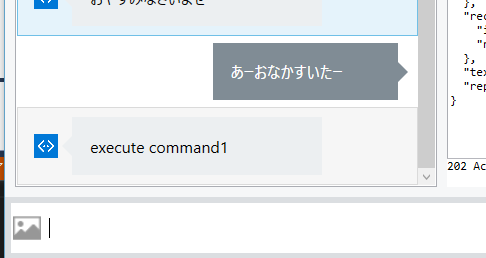 おやすみなさいませ
あーおなかすいたー
execute command1
},
"rec
"i
"n
},
"tex
"rep
}
202 Ac